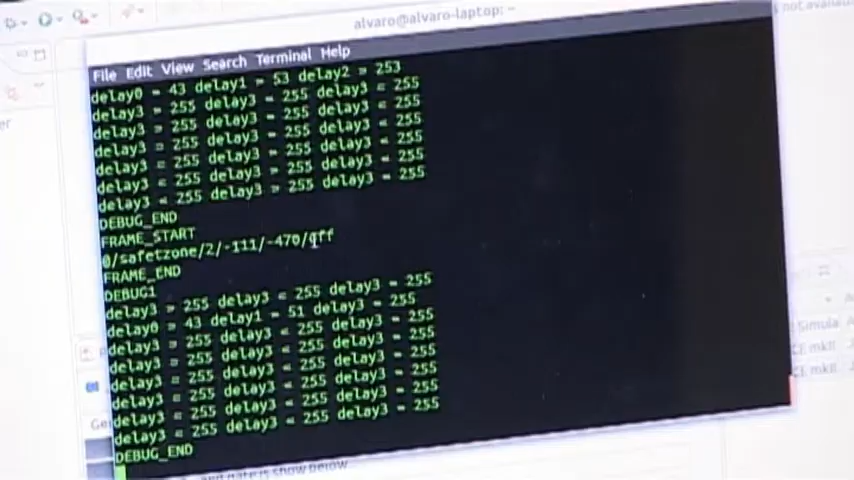 alvaro@alvaro-laptop: ~
File Edit View Search Terminal Help
delay0 = 43 delay1 = 53 delay2 = 253
delay3 = 255 delay3 = 255 delay3 = 255
delay3 = 255 delay3 = 255 delay3 = 255
delay3 = 255 delay3 = 255 delay3 = 255
delay3 = 255 delay3 = 255 delay3 = 255
delay3 = 255 delay3 = 255 delay3 = 255
delay3 = 255 delay3 = 255 delay3 = 255
DEBUG_END
FRAME_START
0/safetzone/2/-111/-470/off
FRAME_END
DEBUG1
delay3 = 255 delay3 = 255 delay3 = 255
delay0 = 43 delay1 = 51 delay3 = 255
delay3 = 255 delay3 = 255 delay3 = 255
delay3 = 255 delay3 = 255 delay3 = 255
delay3 = 255 delay3 = 255 delay3 = 255
delay3 = 255 delay3 = 255 delay3 = 255
delay3 = 255 delay3 = 255 delay3 = 255
delay3 = 255 delay3 = 255 delay3 = 255
DEBUG_END
Simula
mkII
mkII
show below